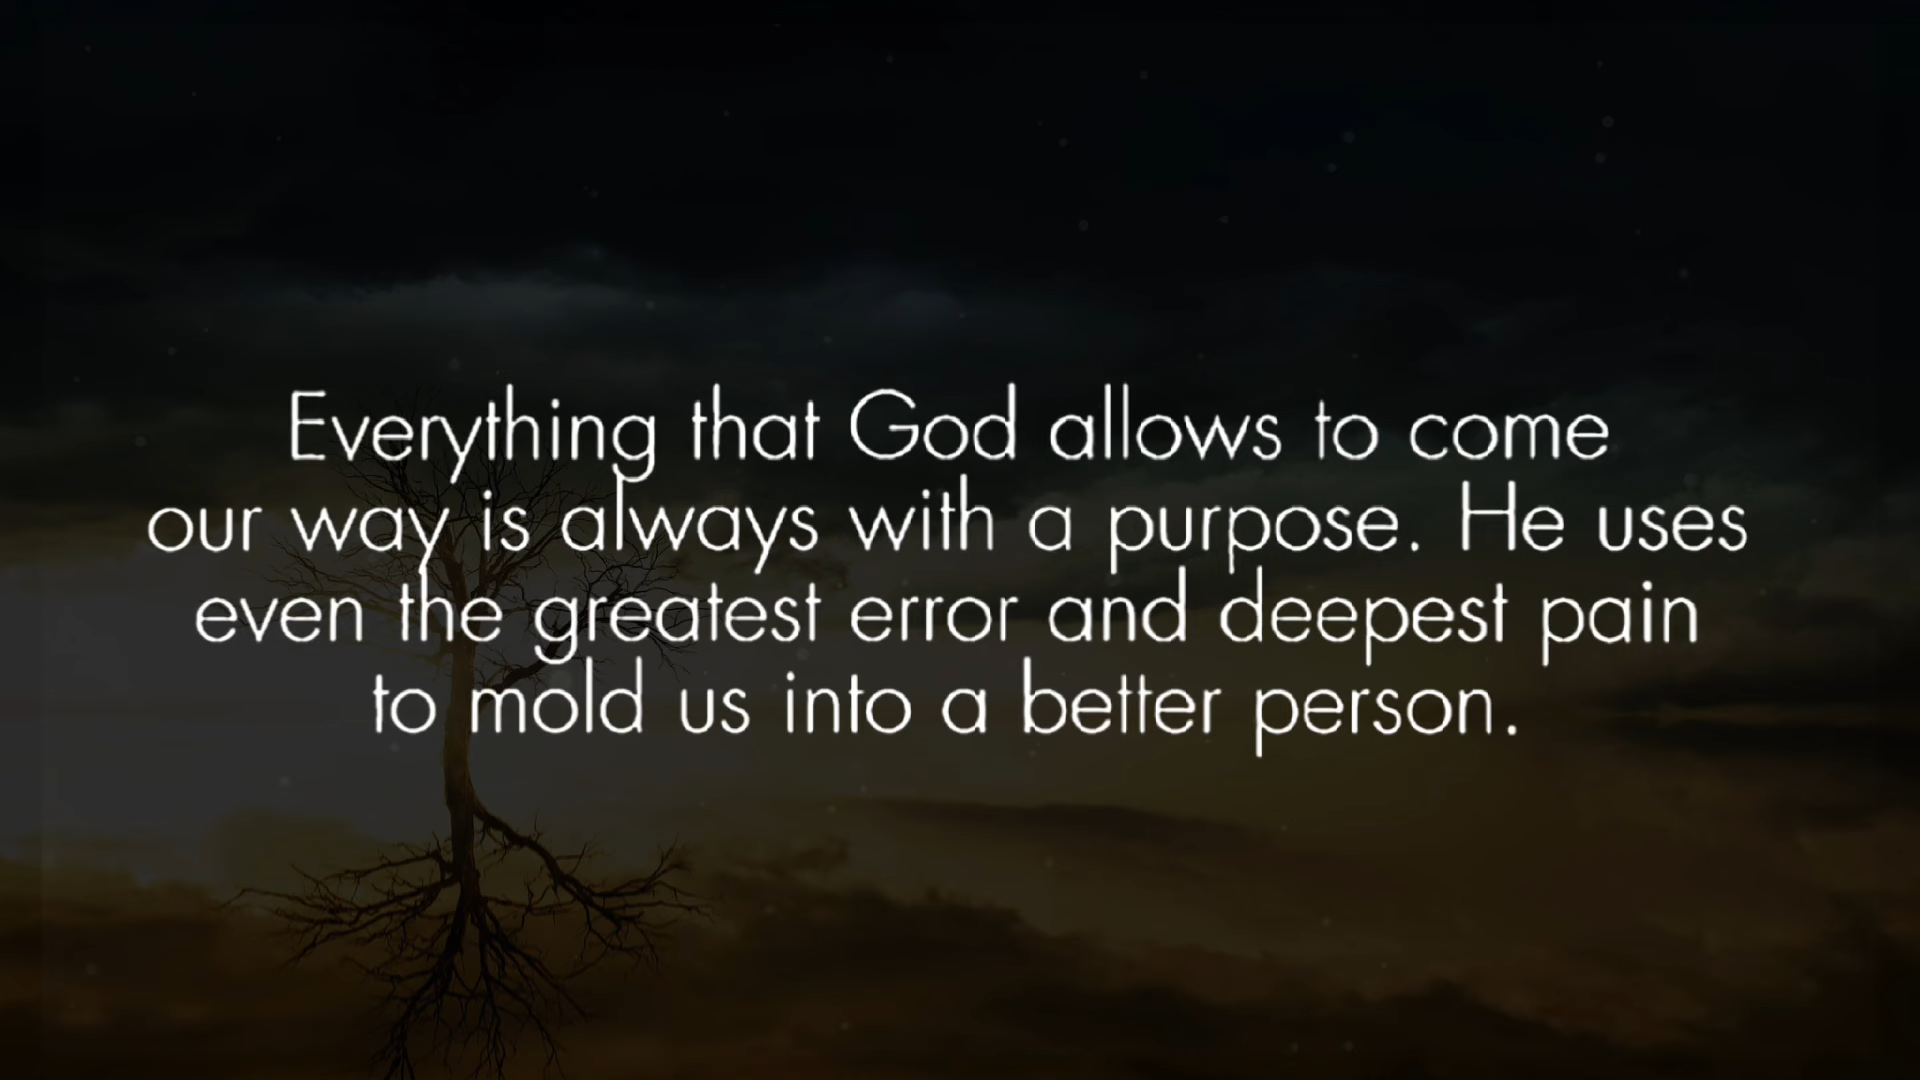 Everything that God allows to come
our way is always with a purpose. He uses
even the greatest error and deepest pain
to mold us into a better person.